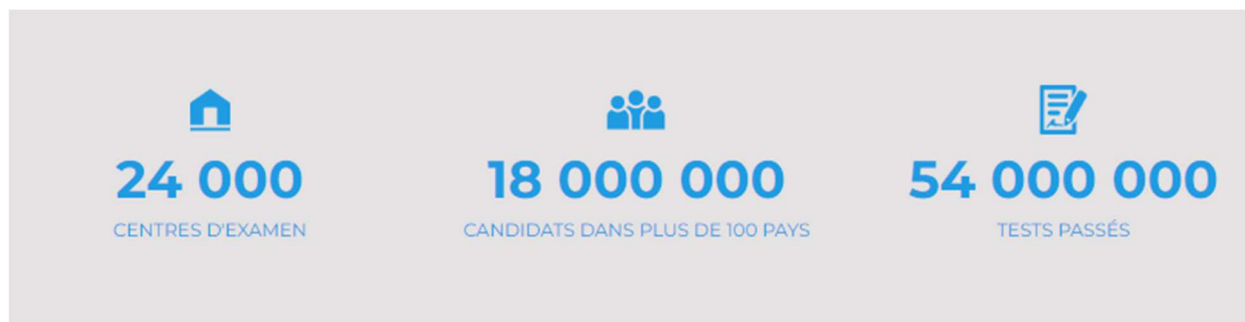 24 000
CENTRES D'EXAMEN
18 000 000
CANDIDATS DANS PLUS DE 100 PAYS
54 000 000
TESTS PASSÉS